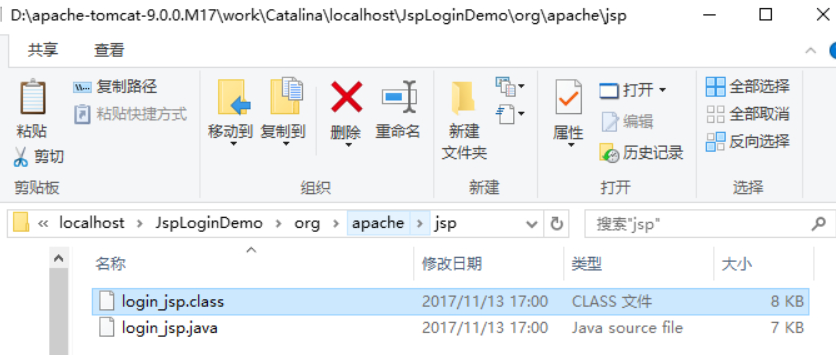 D:\apache-tomcat-9.0.0.M17\work\Catalina\localhost\JspLoginDemo\org\apache\jsp
共享 查看
复制路径
粘贴快捷方式
粘贴
剪切
剪贴板
移动到 复制到 删除 重命名
组织
新建
文件夹
新建
属性
打开
编辑
历史记录
打开
全部选择
全部取消
反向选择
选择
« localhost › JspLoginDemo › org › apache › jsp
搜索"jsp"
名称 修改日期 类型 大小
login_jsp.class 2017/11/13 17:00 CLASS 文件 8 KB
login_jsp.java 2017/11/13 17:00 Java source file 7 KB